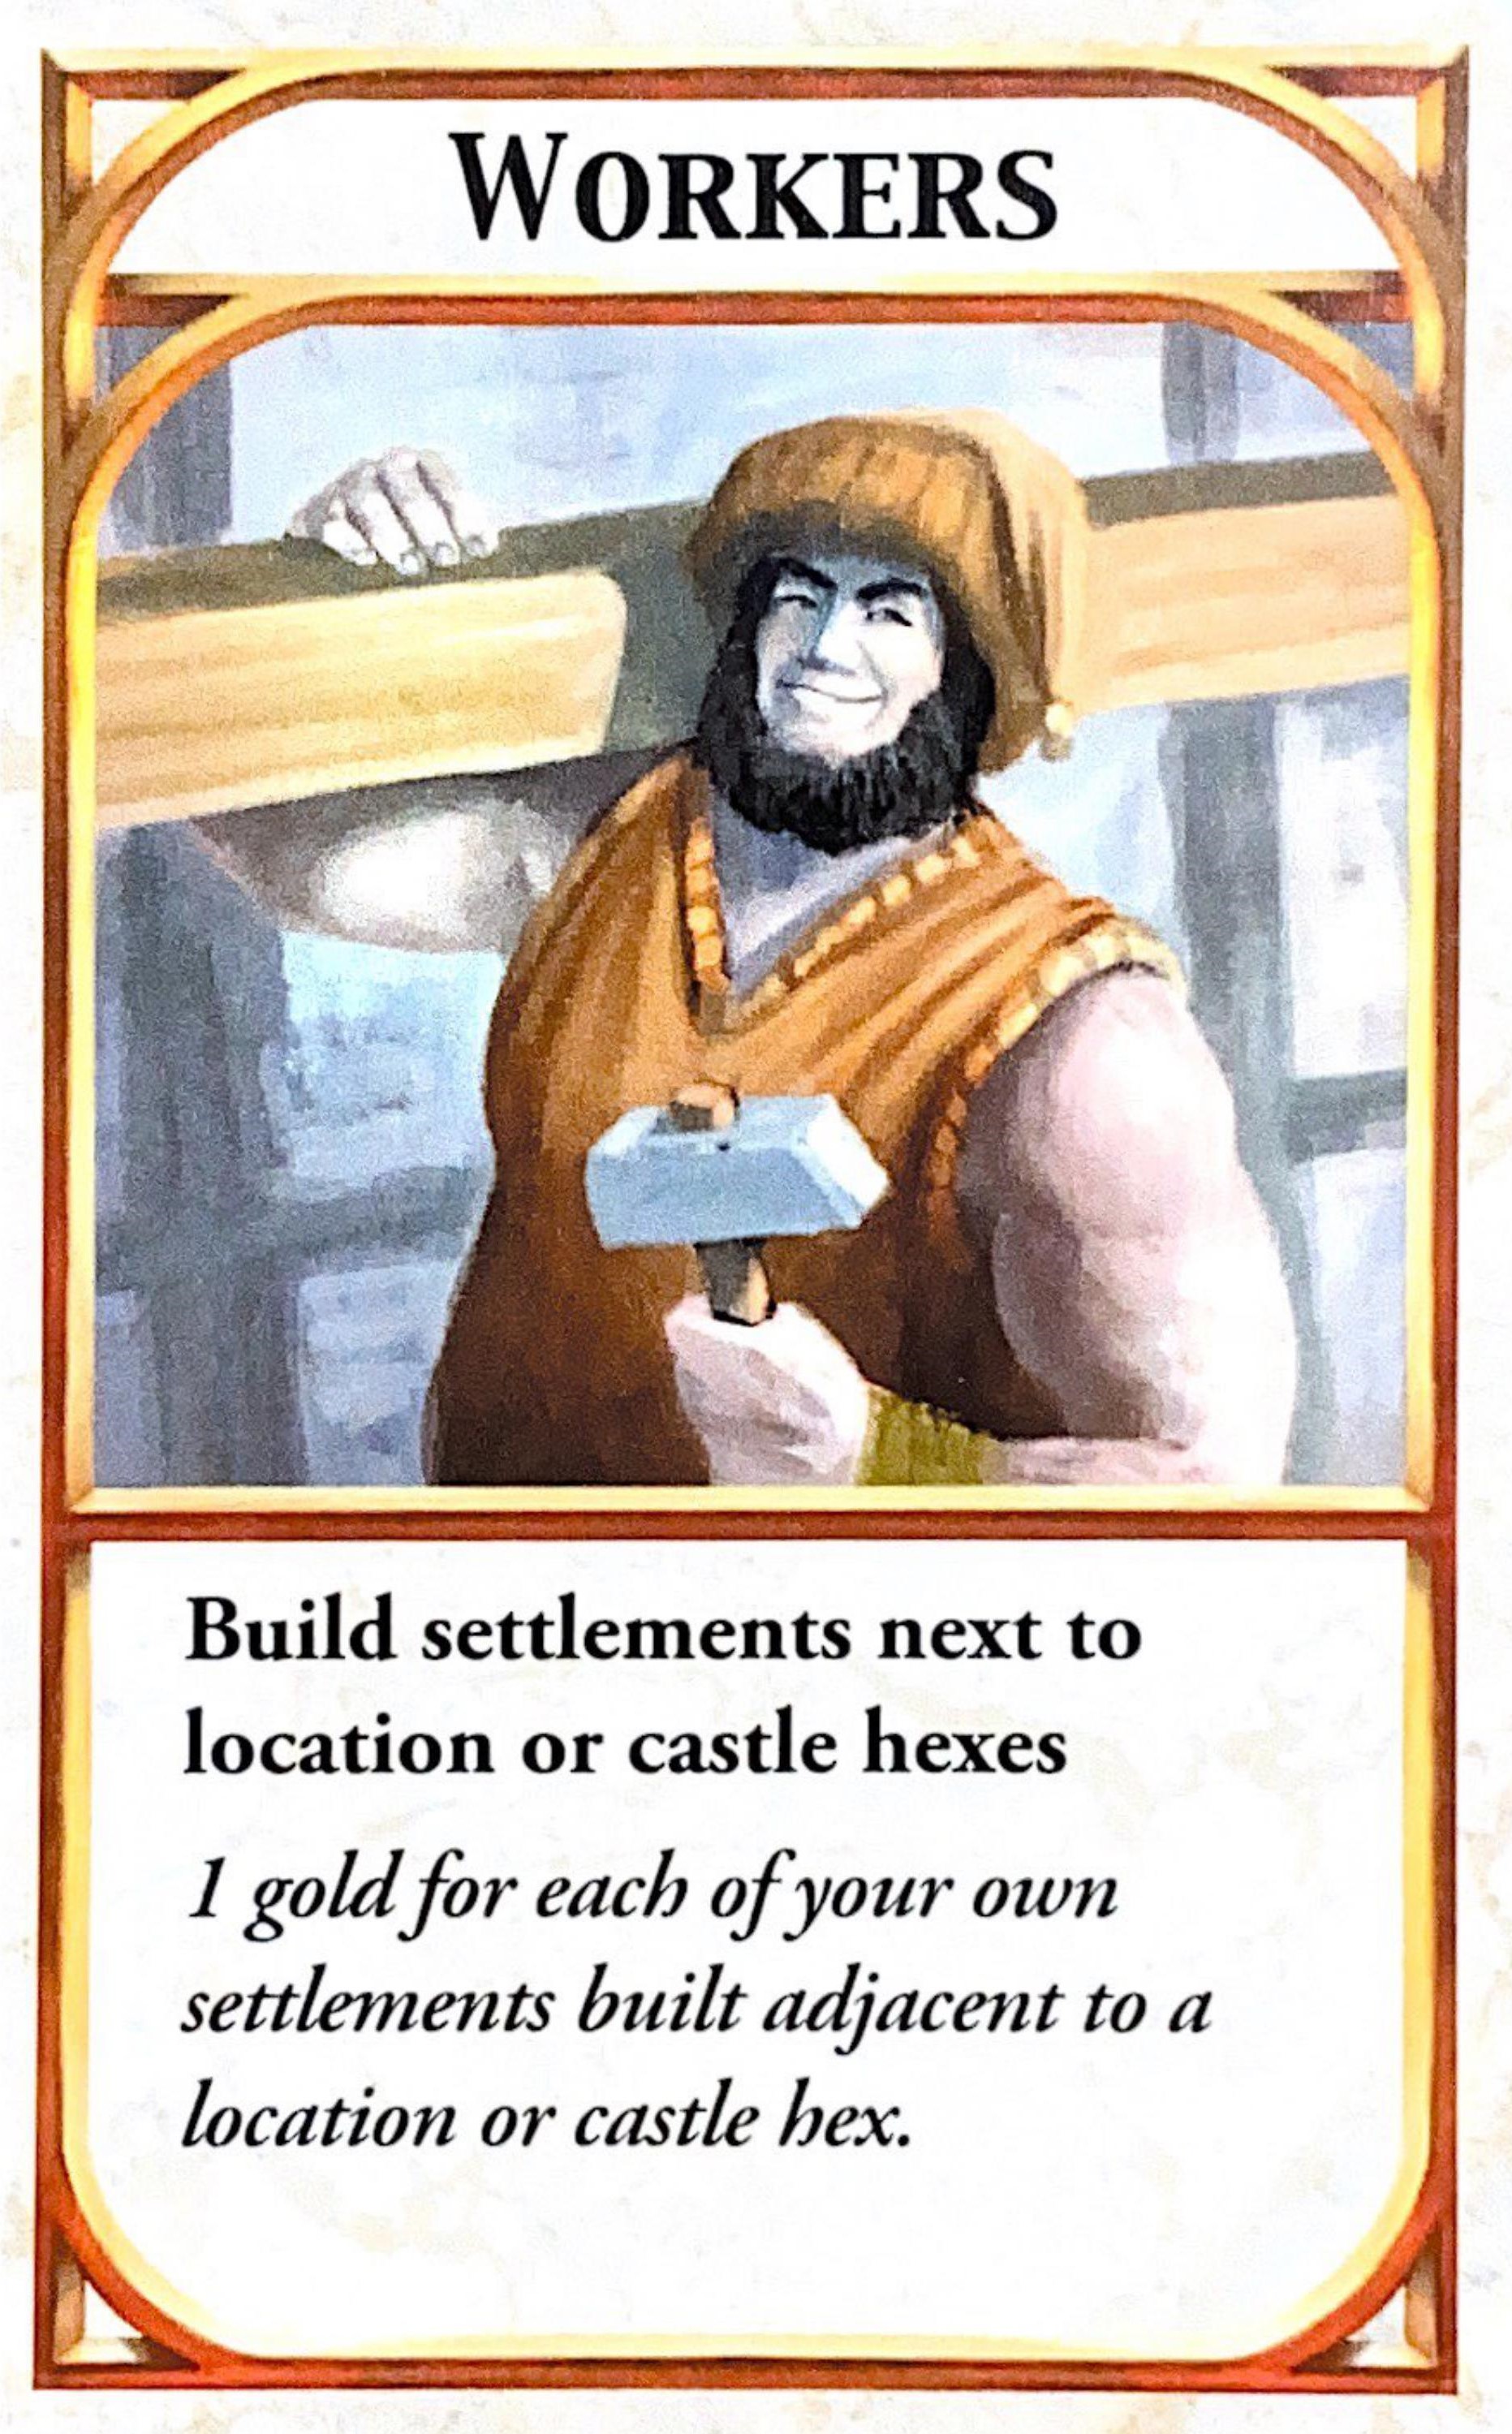 WORKERS
Build settlements next to
location or castle hexes
1 gold for each of your own
settlements built adjacent to a
location or castle hex.